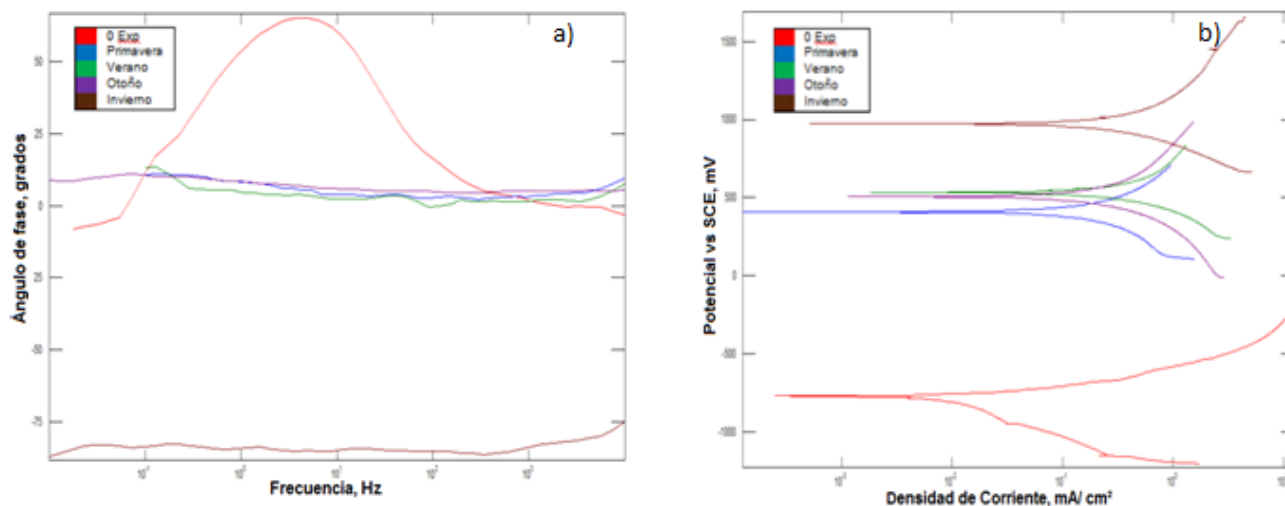 0 Exp
Primavera
Verano
Otoño
Invierno
a)
50
25
0
25
-50
-75
Ángulo de fase, grados
Frecuencia, Hz
0 Exp
Primavera
Verano
Otoño
Invierno
b)
1500
1000
500
0
-500
-1000
Potencial vs SCE, mV
Densidad de Corriente, mA/ cm²